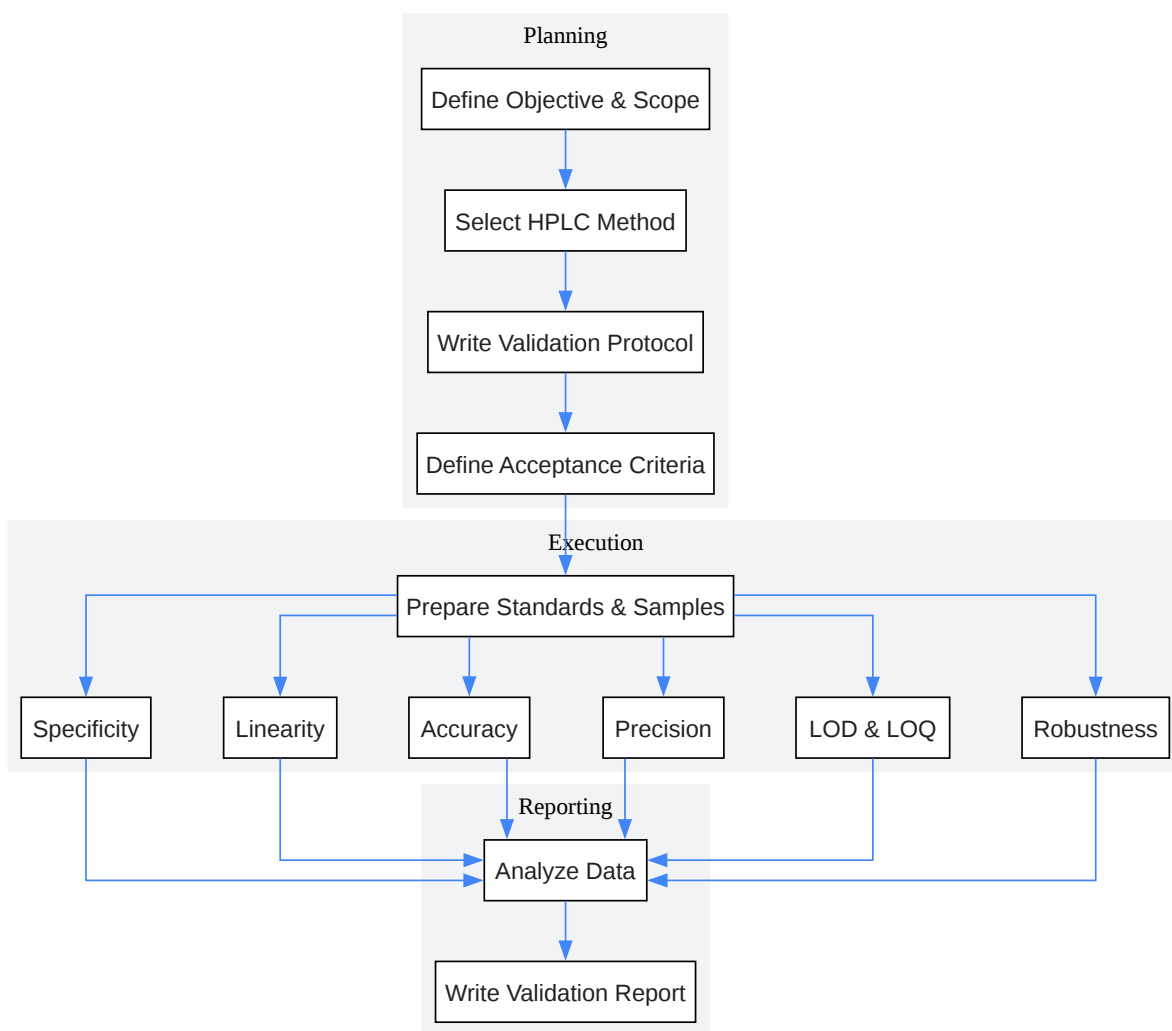 Planning
Define Objective & Scope
Select HPLC Method
Write Validation Protocol
Define Acceptance Criteria
Execution
Prepare Standards & Samples
Specificity
Linearity
Accuracy
Precision
LOD & LOQ
Robustness
Reporting
Analyze Data
Write Validation Report